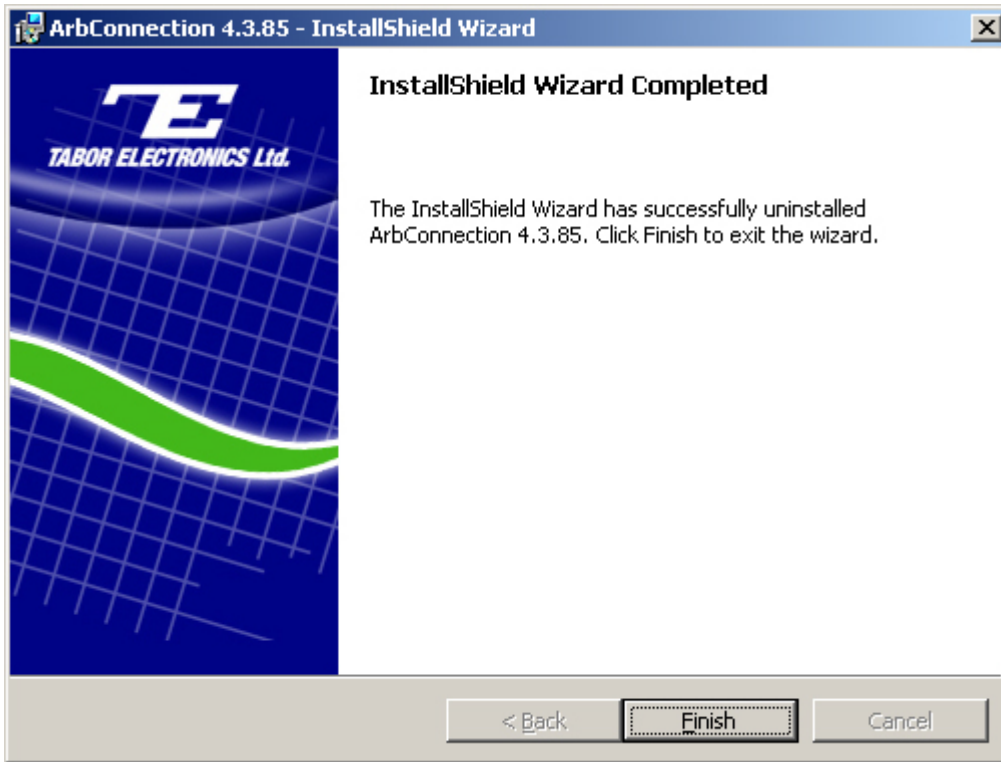 ArbConnection 4.3.85 - InstallShield Wizard
TE
TABOR ELECTRONICS Ltd.
InstallShield Wizard Completed
The InstallShield Wizard has successfully uninstalled
ArbConnection 4.3.85. Click Finish to exit the wizard.
< Back
Finish
Cancel